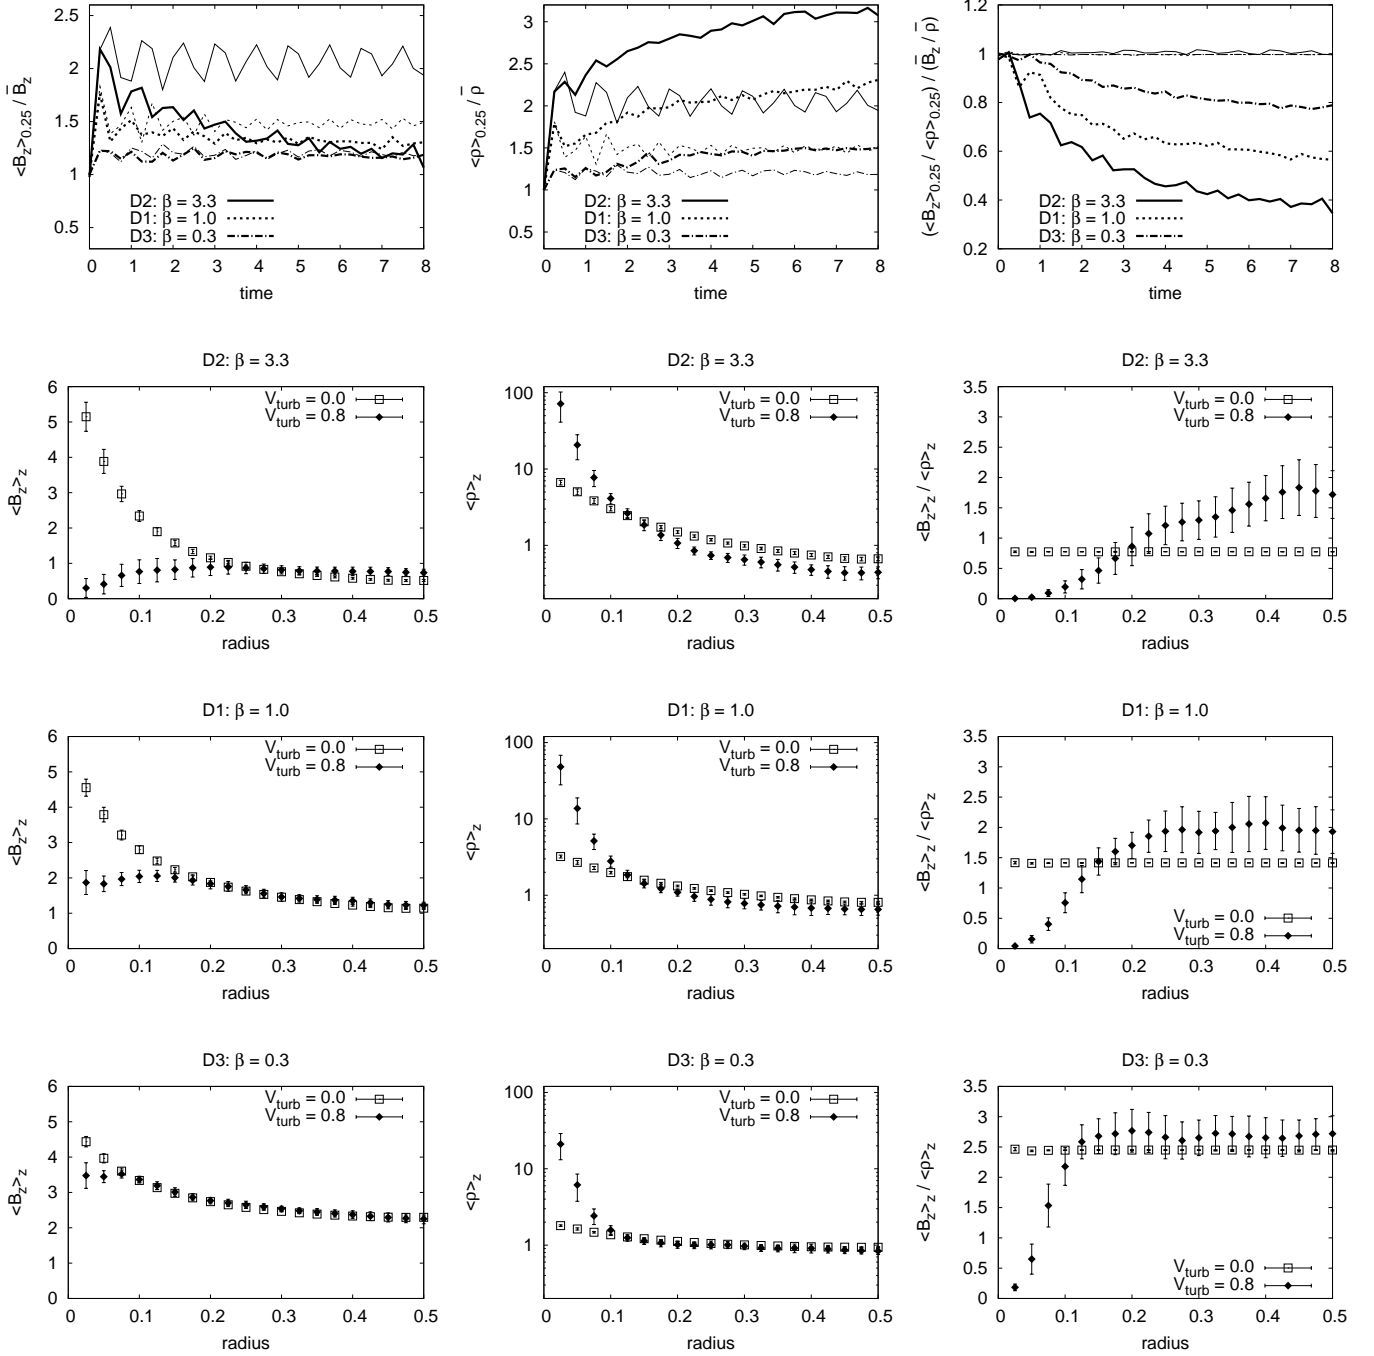 <B_z>_0.25 / B̄_z
2.5
2
1.5
1
0.5
D2: β = 3.3
D1: β = 1.0
D3: β = 0.3
0 1 2 3 4 5 6 7 8
time
<ρ>_0.25 / ρ̄
3
2.5
2
1.5
1
0.5
D2: β = 3.3
D1: β = 1.0
D3: β = 0.3
0 1 2 3 4 5 6 7 8
time
(<B_z>_0.25 / <ρ>_0.25) / (B̄_z / ρ̄)
1.2
1
0.8
0.6
0.4
0.2
D2: β = 3.3
D1: β = 1.0
D3: β = 0.3
0 1 2 3 4 5 6 7 8
time
D2: β = 3.3
<B_z>_z
6
5
4
3
2
1
0
V_turb = 0.0
V_turb = 0.8
0 0.1 0.2 0.3 0.4 0.5
radius
D2: β = 3.3
<ρ>_z
100
10
1
V_turb = 0.0
V_turb = 0.8
0 0.1 0.2 0.3 0.4 0.5
radius
D2: β = 3.3
<B_z>_z / <ρ>_z
3.5
3
2.5
2
1.5
1
0.5
0
V_turb = 0.0
V_turb = 0.8
0 0.1 0.2 0.3 0.4 0.5
radius
D1: β = 1.0
<B_z>_z
6
5
4
3
2
1
0
V_turb = 0.0
V_turb = 0.8
0 0.1 0.2 0.3 0.4 0.5
radius
D1: β = 1.0
<ρ>_z
100
10
1
V_turb = 0.0
V_turb = 0.8
0 0.1 0.2 0.3 0.4 0.5
radius
D1: β = 1.0
<B_z>_z / <ρ>_z
3.5
3
2.5
2
1.5
1
0.5
0
V_turb = 0.0
V_turb = 0.8
0 0.1 0.2 0.3 0.4 0.5
radius
D3: β = 0.3
<B_z>_z
6
5
4
3
2
1
0
V_turb = 0.0
V_turb = 0.8
0 0.1 0.2 0.3 0.4 0.5
radius
D3: β = 0.3
<ρ>_z
100
10
1
V_turb = 0.0
V_turb = 0.8
0 0.1 0.2 0.3 0.4 0.5
radius
D3: β = 0.3
<B_z>_z / <ρ>_z
3.5
3
2.5
2
1.5
1
0.5
0
V_turb = 0.0
V_turb = 0.8
0 0.1 0.2 0.3 0.4 0.5
radius